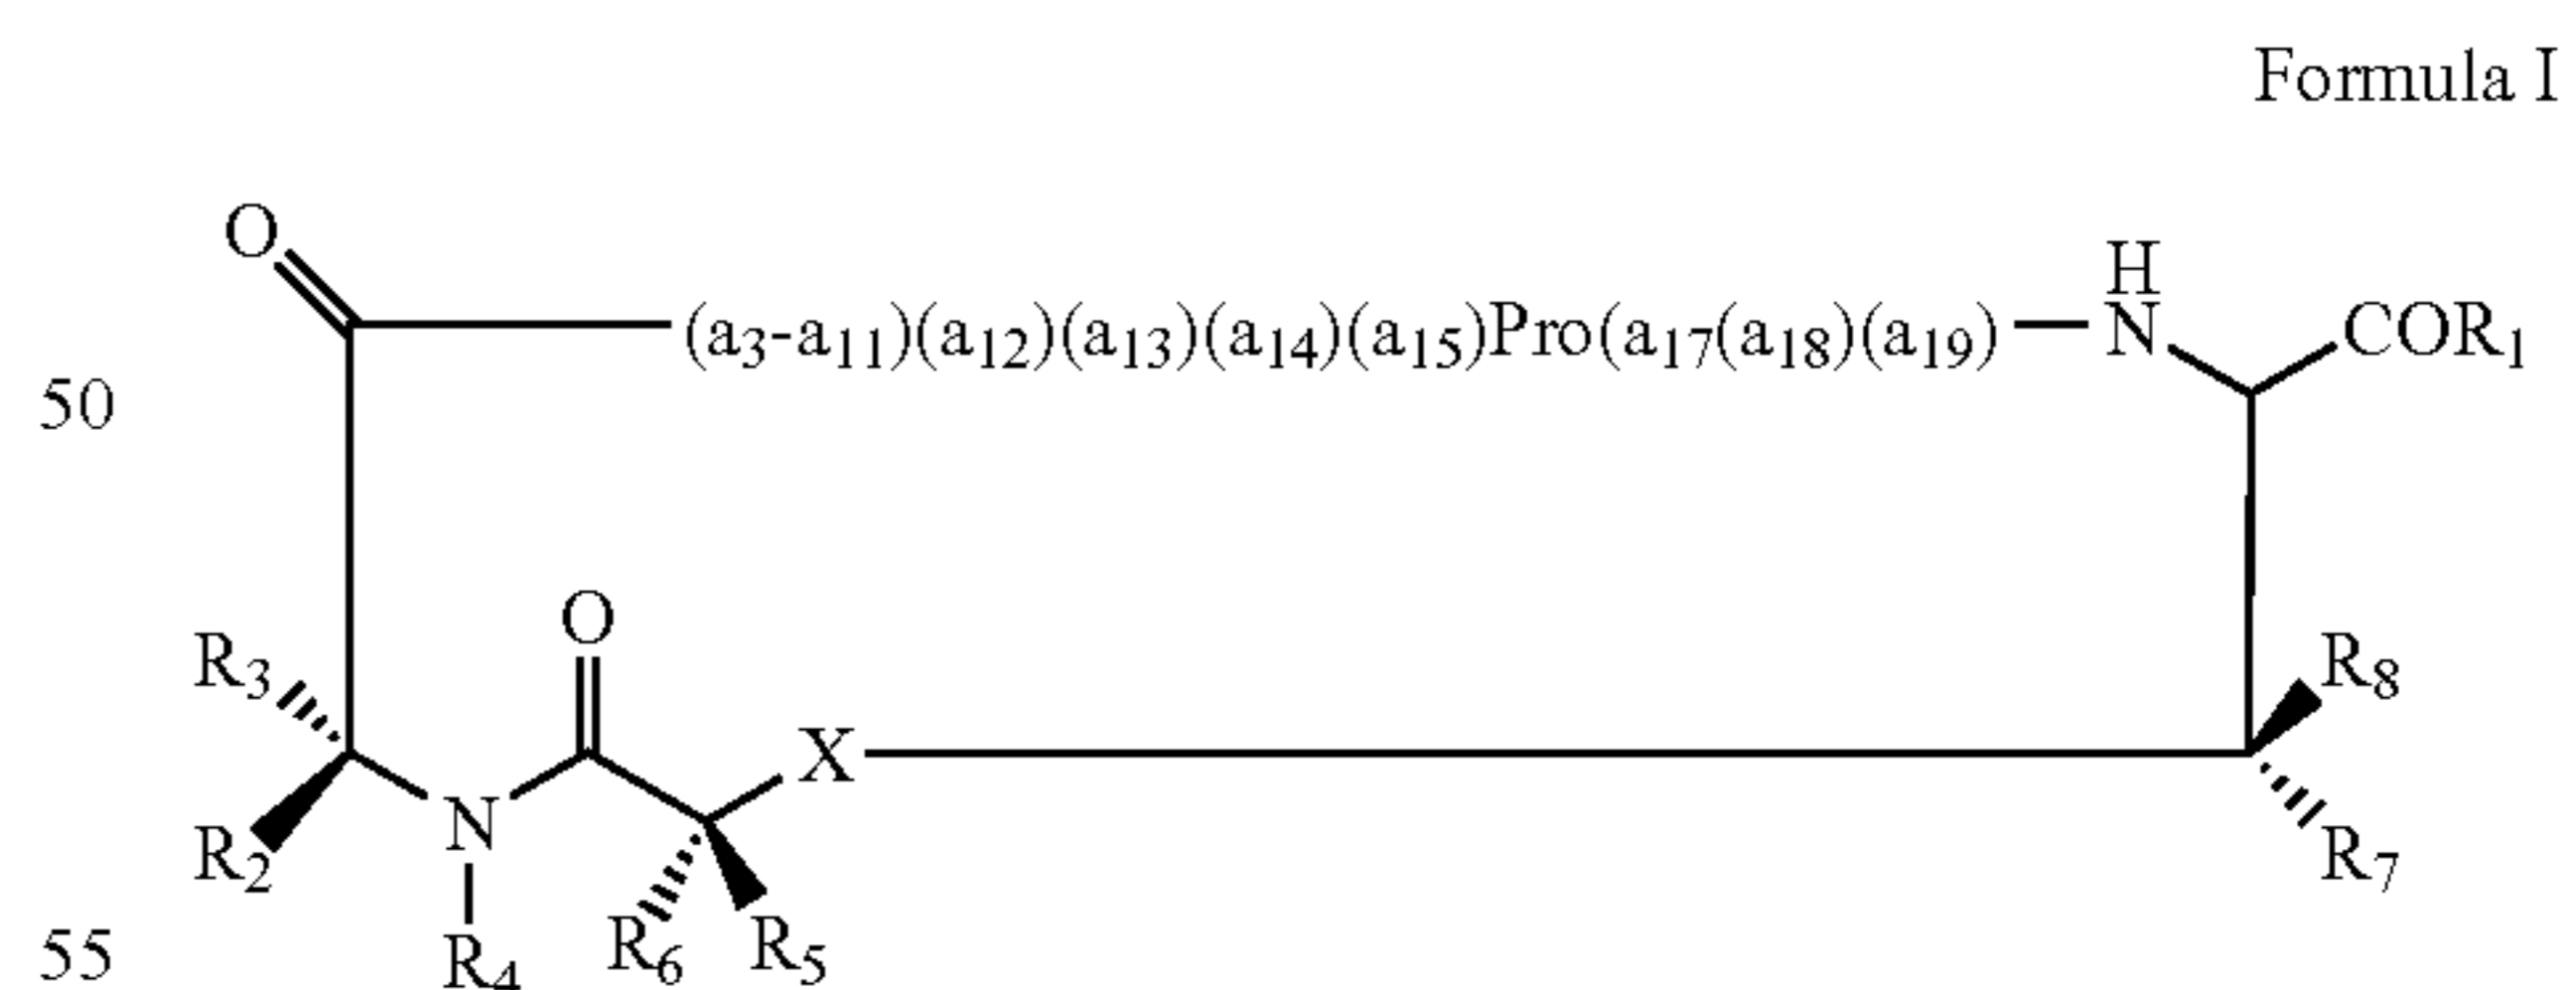 Formula I
O
(a₃-a₁₁)(a₁₂)(a₁₃)(a₁₄)(a₁₅)Pro(a₁₇(a₁₈)(a₁₉)
H
N
COR₁
50
O
R₃
R₈
X
R₂
N
R₇
R₆
R₅
55
R₄